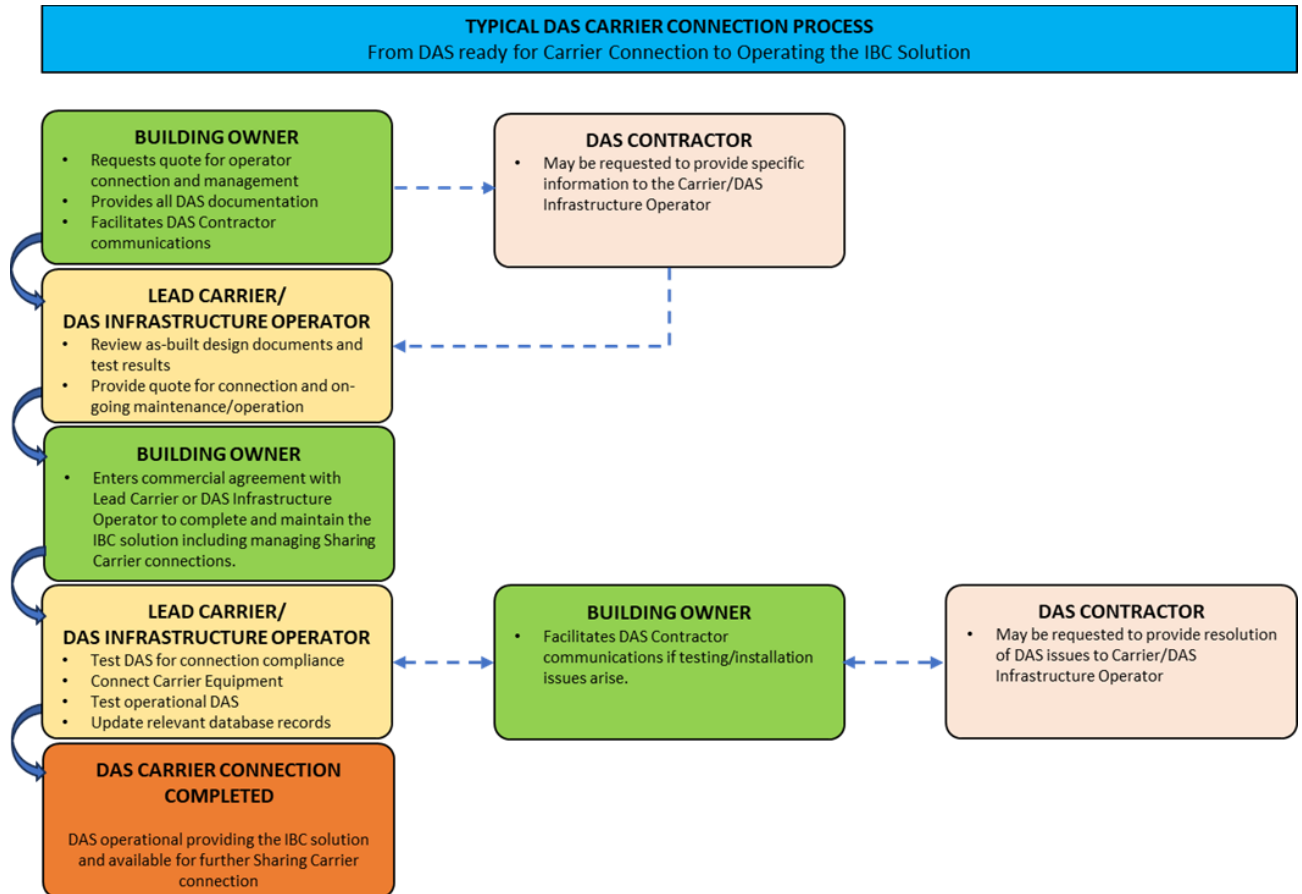 TYPICAL DAS CARRIER CONNECTION PROCESS
From DAS ready for Carrier Connection to Operating the IBC Solution
BUILDING OWNER
• Requests quote for operator
connection and management
• Provides all DAS documentation
• Facilitates DAS Contractor
communications
DAS CONTRACTOR
• May be requested to provide specific
information to the Carrier/DAS
Infrastructure Operator
LEAD CARRIER/
DAS INFRASTRUCTURE OPERATOR
• Review as-built design documents and
test results
• Provide quote for connection and on-
going maintenance/operation
BUILDING OWNER
• Enters commercial agreement with
Lead Carrier or DAS Infrastructure
Operator to complete and maintain the
IBC solution including managing Sharing
Carrier connections.
LEAD CARRIER/
DAS INFRASTRUCTURE OPERATOR
• Test DAS for connection compliance
• Connect Carrier Equipment
• Test operational DAS
• Update relevant database records
BUILDING OWNER
• Facilitates DAS Contractor
communications if testing/installation
issues arise.
DAS CONTRACTOR
• May be requested to provide resolution
of DAS issues to Carrier/DAS
Infrastructure Operator
DAS CARRIER CONNECTION
COMPLETED
DAS operational providing the IBC solution
and available for further Sharing Carrier
connection